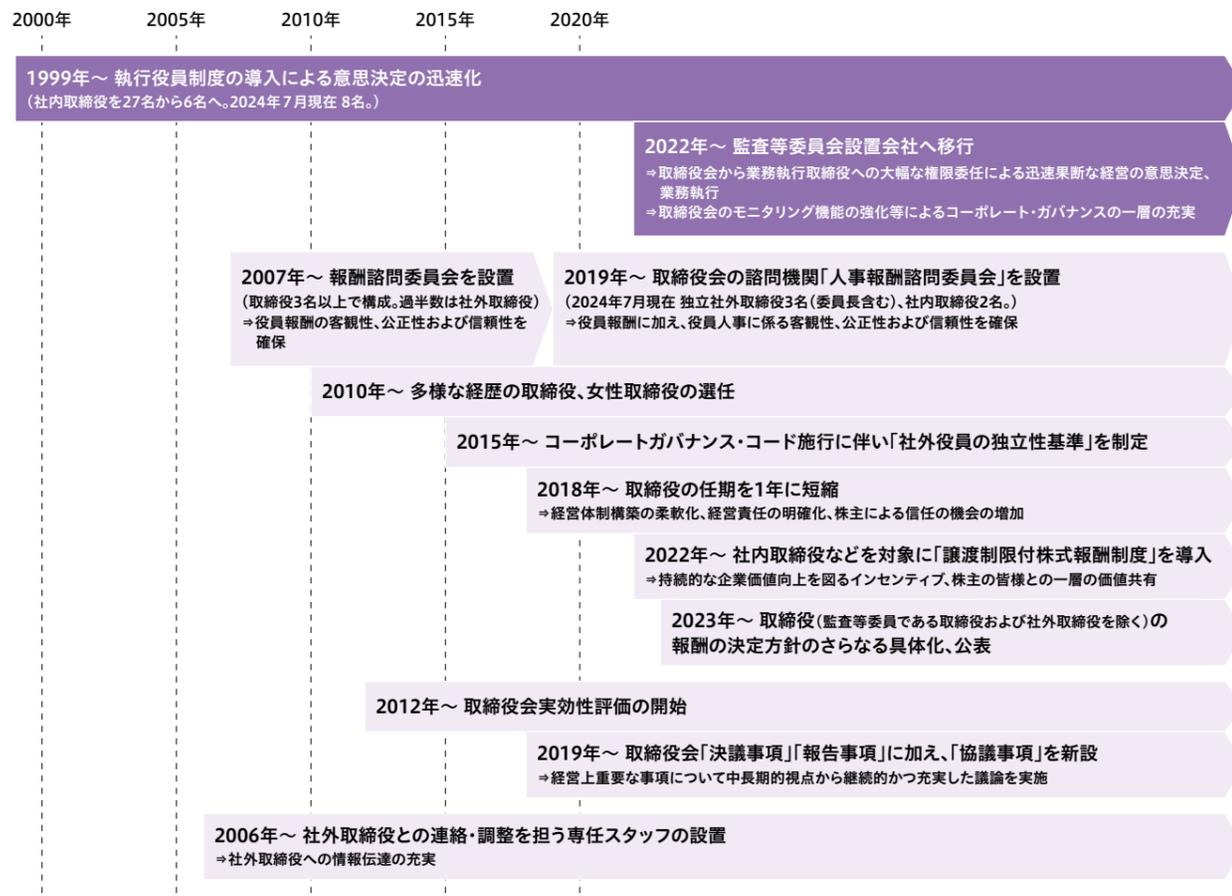 2000年 2005年 2010年 2015年 2020年
1999年～ 執行役員制度の導入による意思決定の迅速化
（社内取締役を27名から6名へ。2024年7月現在 8名。）
2022年～ 監査等委員会設置会社へ移行
⇒取締役会から業務執行取締役への大幅な権限委任による迅速果断な経営の意思決定、
業務執行
⇒取締役会のモニタリング機能の強化等によるコーポレート・ガバナンスの一層の充実
2007年～ 報酬諮問委員会を設置
（取締役3名以上で構成。過半数は社外取締役）
⇒役員報酬の客観性、公正性および信頼性を
確保
2019年～ 取締役会の諮問機関「人事報酬諮問委員会」を設置
（2024年7月現在 独立社外取締役3名（委員長含む）、社内取締役2名。）
⇒役員報酬に加え、役員人事に係る客観性、公正性および信頼性を確保
2010年～ 多様な経歴の取締役、女性取締役の選任
2015年～ コーポレートガバナンス・コード施行に伴い「社外役員の独立性基準」を制定
2018年～ 取締役の任期を1年に短縮
⇒経営体制構築の柔軟化、経営責任の明確化、株主による信任の機会の増加
2022年～ 社内取締役などを対象に「譲渡制限付株式報酬制度」を導入
⇒持続的な企業価値向上を図るインセンティブ、株主の皆様との一層の価値共有
2023年～ 取締役（監査等委員である取締役および社外取締役を除く）の
報酬の決定方針のさらなる具体化、公表
2012年～ 取締役会実効性評価の開始
2019年～ 取締役会「決議事項」「報告事項」に加え、「協議事項」を新設
⇒経営上重要な事項について中長期的視点から継続的かつ充実した議論を実施
2006年～ 社外取締役との連絡・調整を担う専任スタッフの設置
⇒社外取締役への情報伝達の充実